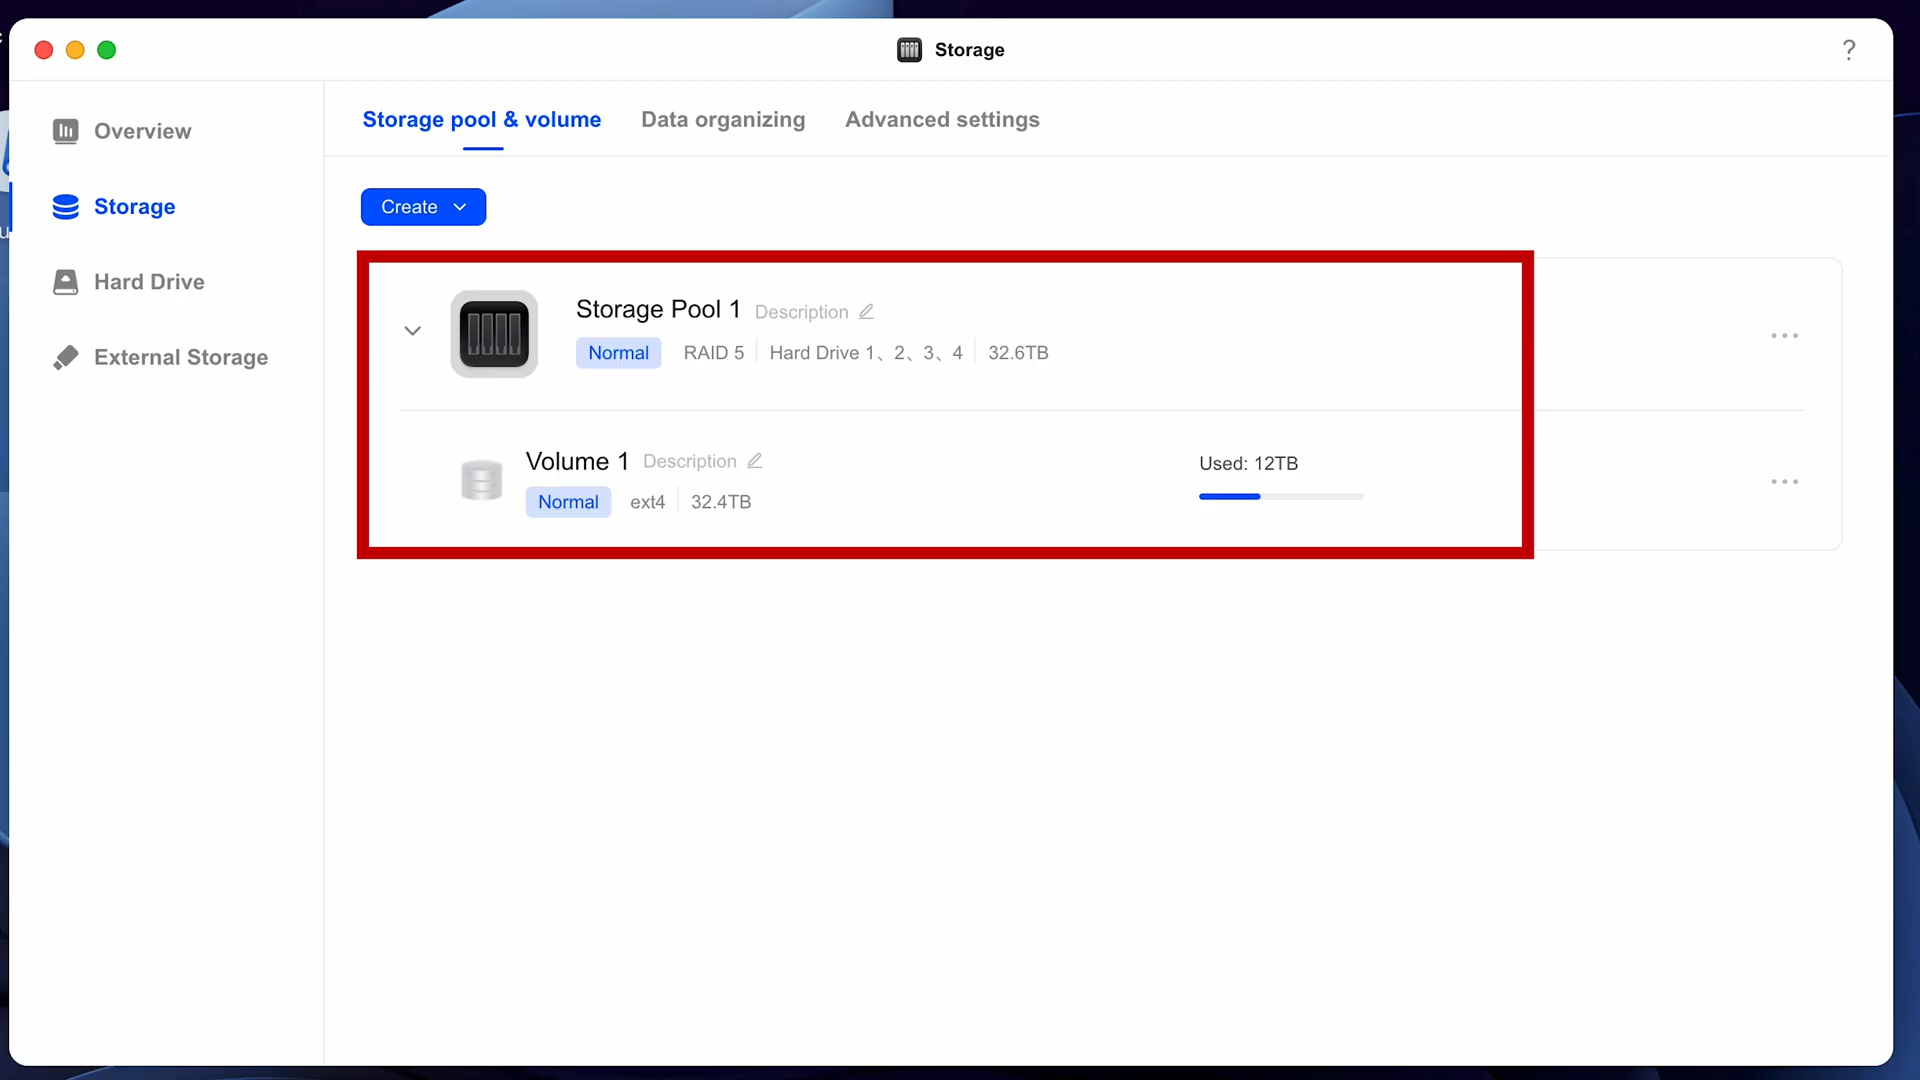 Storage
?
Overview
Storage
Hard Drive
External Storage
Storage pool & volume Data organizing Advanced settings
Create
Storage Pool 1 Description
Normal RAID 5 Hard Drive 1、2、3、4 32.6TB
Volume 1 Description
Normal ext4 32.4TB
Used: 12TB